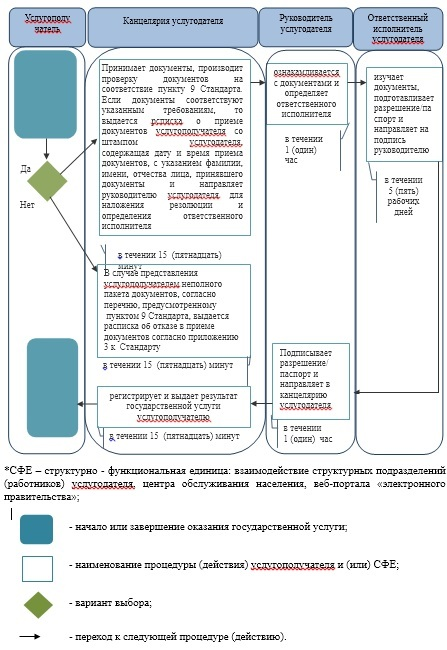 Услугополу
чатель
Канцелярия услугодателя
Руководитель
услугодателя
Ответственный
исполнитель
услугодателя
Принимает документы, производит
проверку документов на
соответствие пункту 9 Стандарта.
Если документы соответствуют
указанным требованиям, то
выдается рсписка о приеме
документов услугополучателя со
штампом услугодателя,
содержащая дату и время приема
документов, с указанием фамилии,
имени, отчества лица, принявшего
документы и направляет
руководителю услугодателя для
наложения резолюции и
определения ответственного
исполнителя
ознакамливается
с документами и
определяет
ответственного
исполнителя
изучает
документы,
подготавливает
разрешение/па
спорт и
направляет на
подпись
руководителю
в течении
1 (один)
час
в течении
5 (пять)
рабочих
дней
Да
Нет
в течении 15 (пятнадцать)
минут
В случае представления
услугополучателем неполного
пакета документов, согласно
перечню, предусмотренному
пунктом 9 Стандарта, выдается
расписка об отказе в приеме
документов согласно приложению
3 к Стандарту
в течении 15 (пятнадцать) минут
Подписывает
разрешение/
паспорт и
направляет в
канцелярию
услугодателя
регистрирует и выдает результат
государственной услуги
услугополучателю
в течении 15 (пятнадцать) минут
в течении
1 (один) час
*СФЕ – структурно - функциональная единица: взаимодействие структурных подразделений
(работников) услугодателя, центра обслуживания населения, веб-портала «электронного
правительства»;
- начало или завершение оказания государственной услуги;
- наименование процедуры (действия) услугополучателя и (или) СФЕ;
- вариант выбора;
- переход к следующей процедуре (действию).